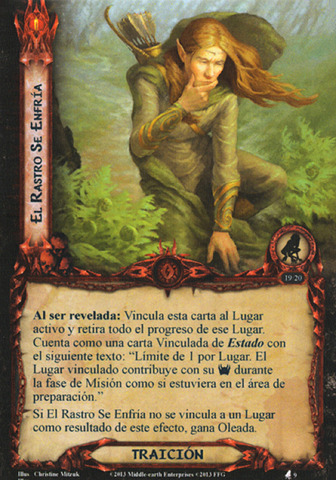 EL RASTRO SE ENFRÍA
19-20
Al ser revelada: Vincula esta carta al Lugar
activo y retira todo el progreso de ese Lugar.
Cuenta como una carta Vinculada de Estado con
el siguiente texto: “Límite de 1 por Lugar. El
Lugar vinculado contribuye con su durante
la fase de Misión como si estuviera en el área de
preparación.”
Si El Rastro Se Enfría no se vincula a un Lugar
como resultado de este efecto, gana Oleada.
TRAICIÓN
Illus. Christine Mitzuk ©2013 Middle-earth Enterprises ©2013 FFG 9